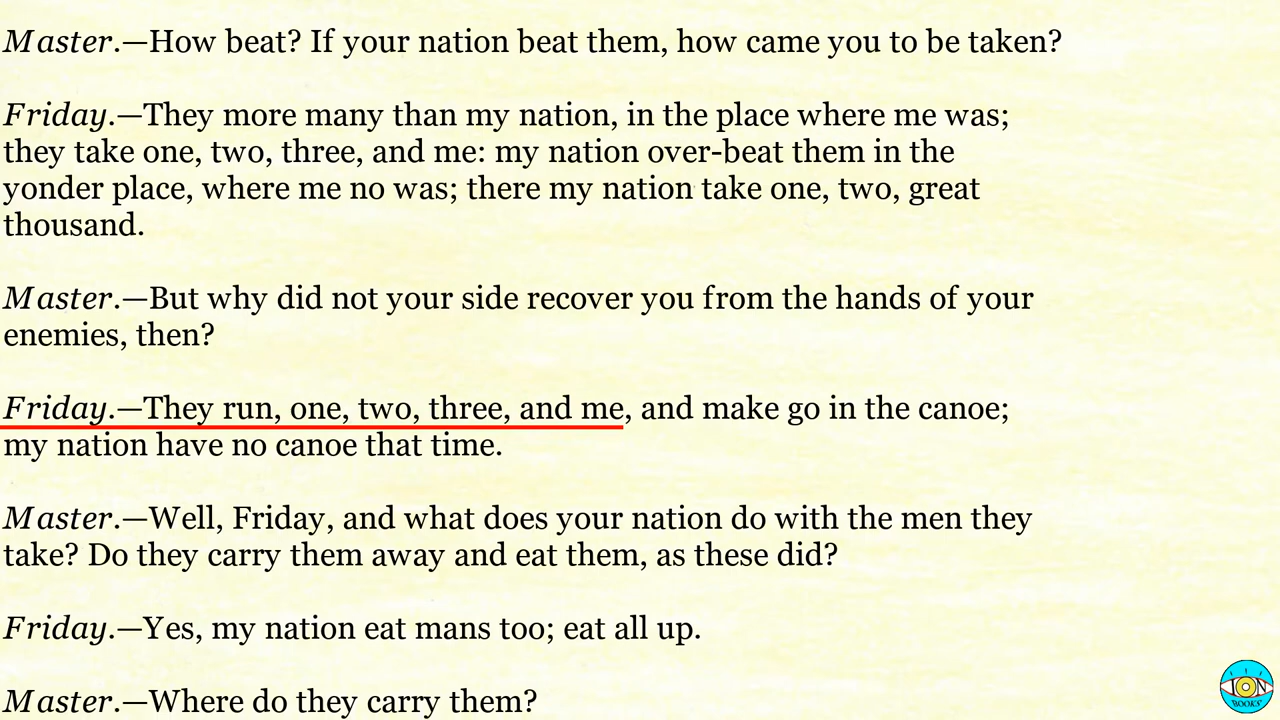 Master.—How beat? If your nation beat them, how came you to be taken?
Friday.—They more many than my nation, in the place where me was;
they take one, two, three, and me: my nation over-beat them in the
yonder place, where me no was; there my nation take one, two, great
thousand.
Master.—But why did not your side recover you from the hands of your
enemies, then?
Friday.—They run, one, two, three, and me, and make go in the canoe;
my nation have no canoe that time.
Master.—Well, Friday, and what does your nation do with the men they
take? Do they carry them away and eat them, as these did?
Friday.—Yes, my nation eat mans too; eat all up.
Master.—Where do they carry them?
ION
BOOKS